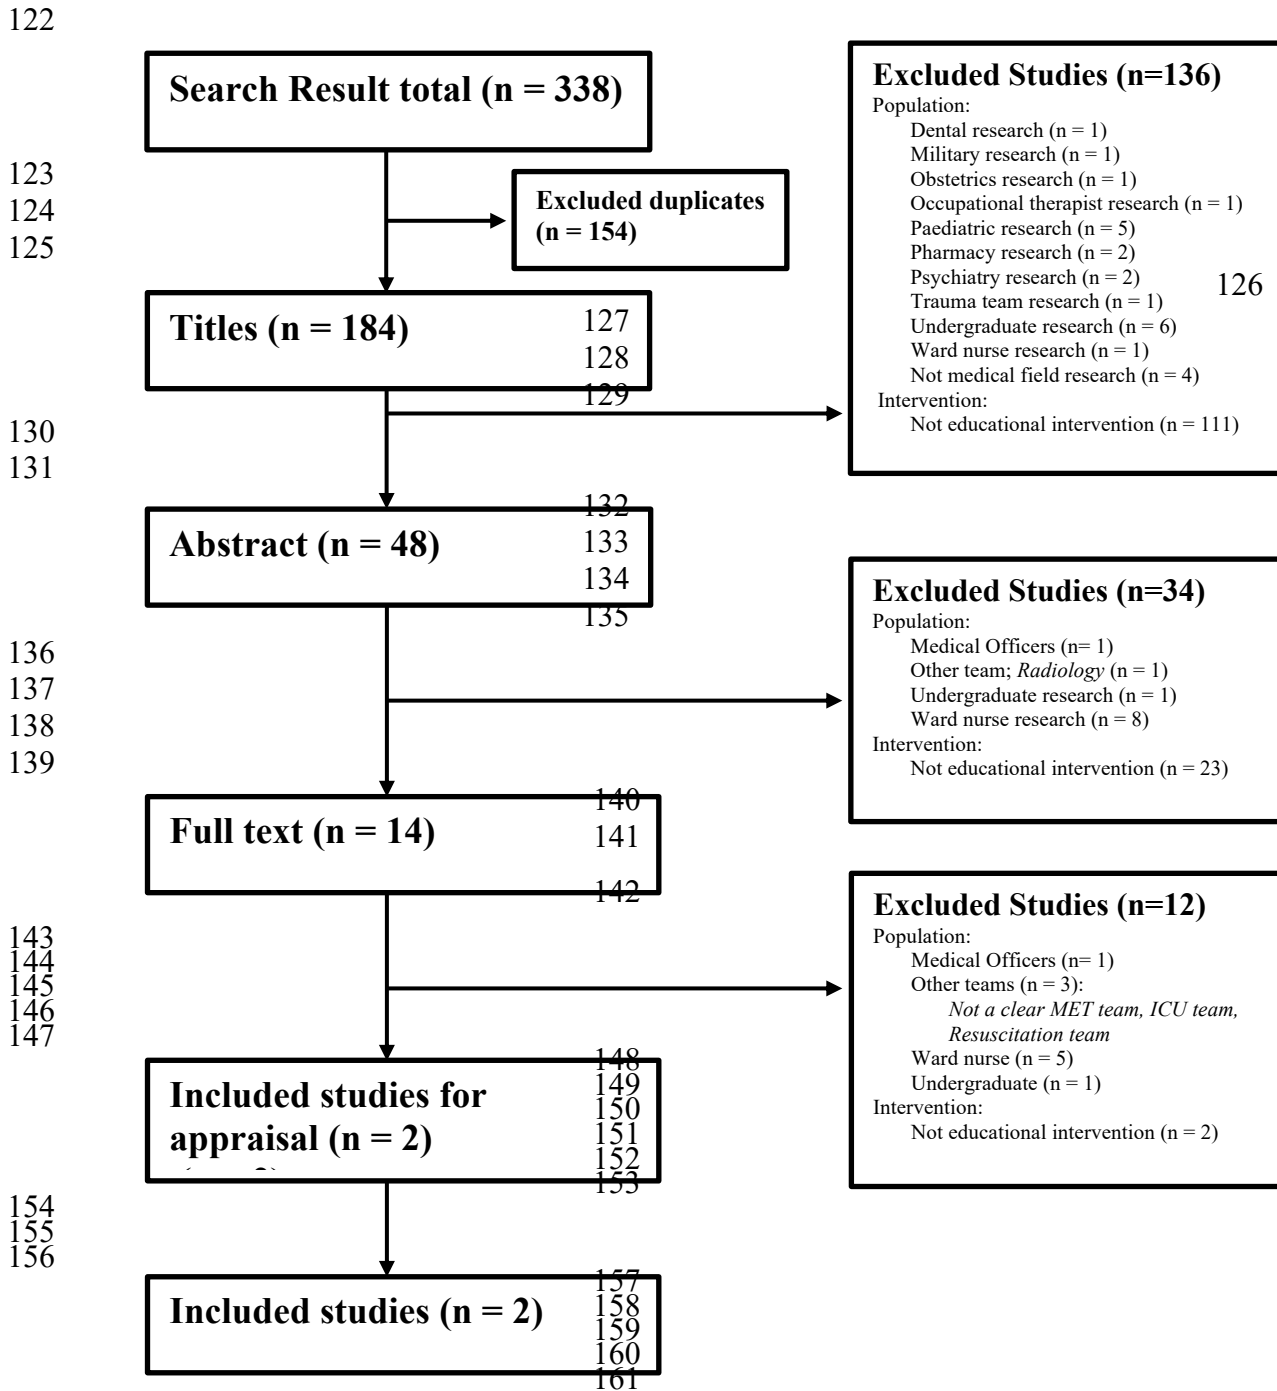 122
Search Result total (n = 338)
Excluded Studies (n=136)
Population:
Dental research (n = 1)
Military research (n = 1)
Obstetrics research (n = 1)
Occupational therapist research (n = 1)
Paediatric research (n = 5)
Pharmacy research (n = 2)
Psychiatry research (n = 2)
Trauma team research (n = 1)
Undergraduate research (n = 6)
Ward nurse research (n = 1)
Not medical field research (n = 4)
Intervention:
Not educational intervention (n = 111)
123
124
125
Excluded duplicates
(n = 154)
126
Titles (n = 184)
127
128
129
130
131
132
Abstract (n = 48)
133
134
135
Excluded Studies (n=34)
Population:
Medical Officers (n= 1)
Other team; Radiology (n = 1)
Undergraduate research (n = 1)
Ward nurse research (n = 8)
Intervention:
Not educational intervention (n = 23)
136
137
138
139
140
Full text (n = 14)
141
142
Excluded Studies (n=12)
Population:
Medical Officers (n= 1)
Other teams (n = 3):
Not a clear MET team, ICU team,
Resuscitation team
Ward nurse (n = 5)
Undergraduate (n = 1)
Intervention:
Not educational intervention (n = 2)
143
144
145
146
147
148
Included studies for
149
150
appraisal (n = 2)
151
152
153
154
155
156
157
Included studies (n = 2)
158
159
160
161